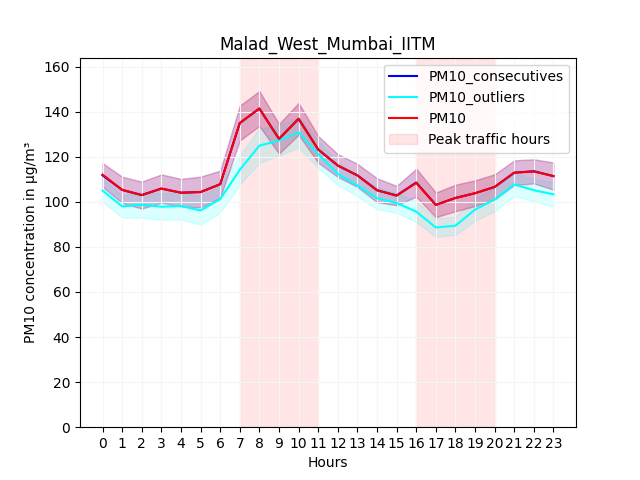 Malad_West_Mumbai_IITM
PM10 concentration in µg/m³
160
140
120
100
80
60
40
20
0
PM10_consecutives
PM10_outliers
PM10
Peak traffic hours
0 1 2 3 4 5 6 7 8 9 10 11 12 13 14 15 16 17 18 19 20 21 22 23
Hours